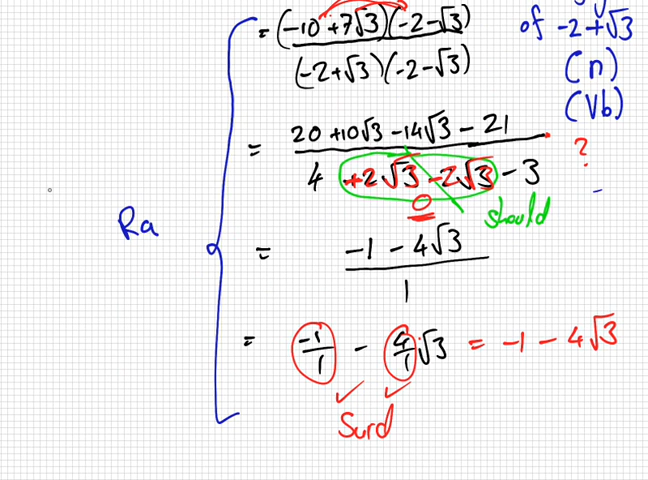 = (-10+7√3)(-2-√3)
(-2+√3)(-2-√3)
of -2+√3
(n)
(Vb)
= 20+10√3-14√3-21
4 +2√3 -2√3 -3
?
0
should
Ra
= -1-4√3
1
= -1/1 - 4/1 √3 = -1-4√3
Surd